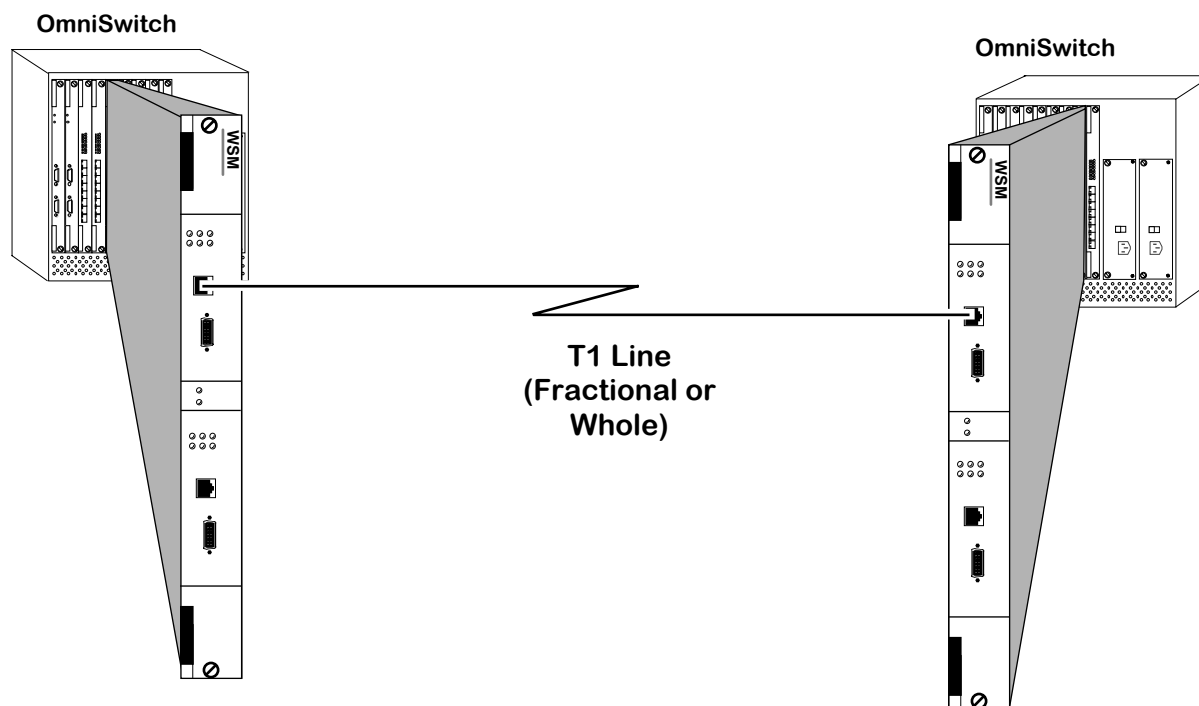 OmniSwitch
OmniSwitch
WSM
WSM
T1 Line
(Fractional or
Whole)